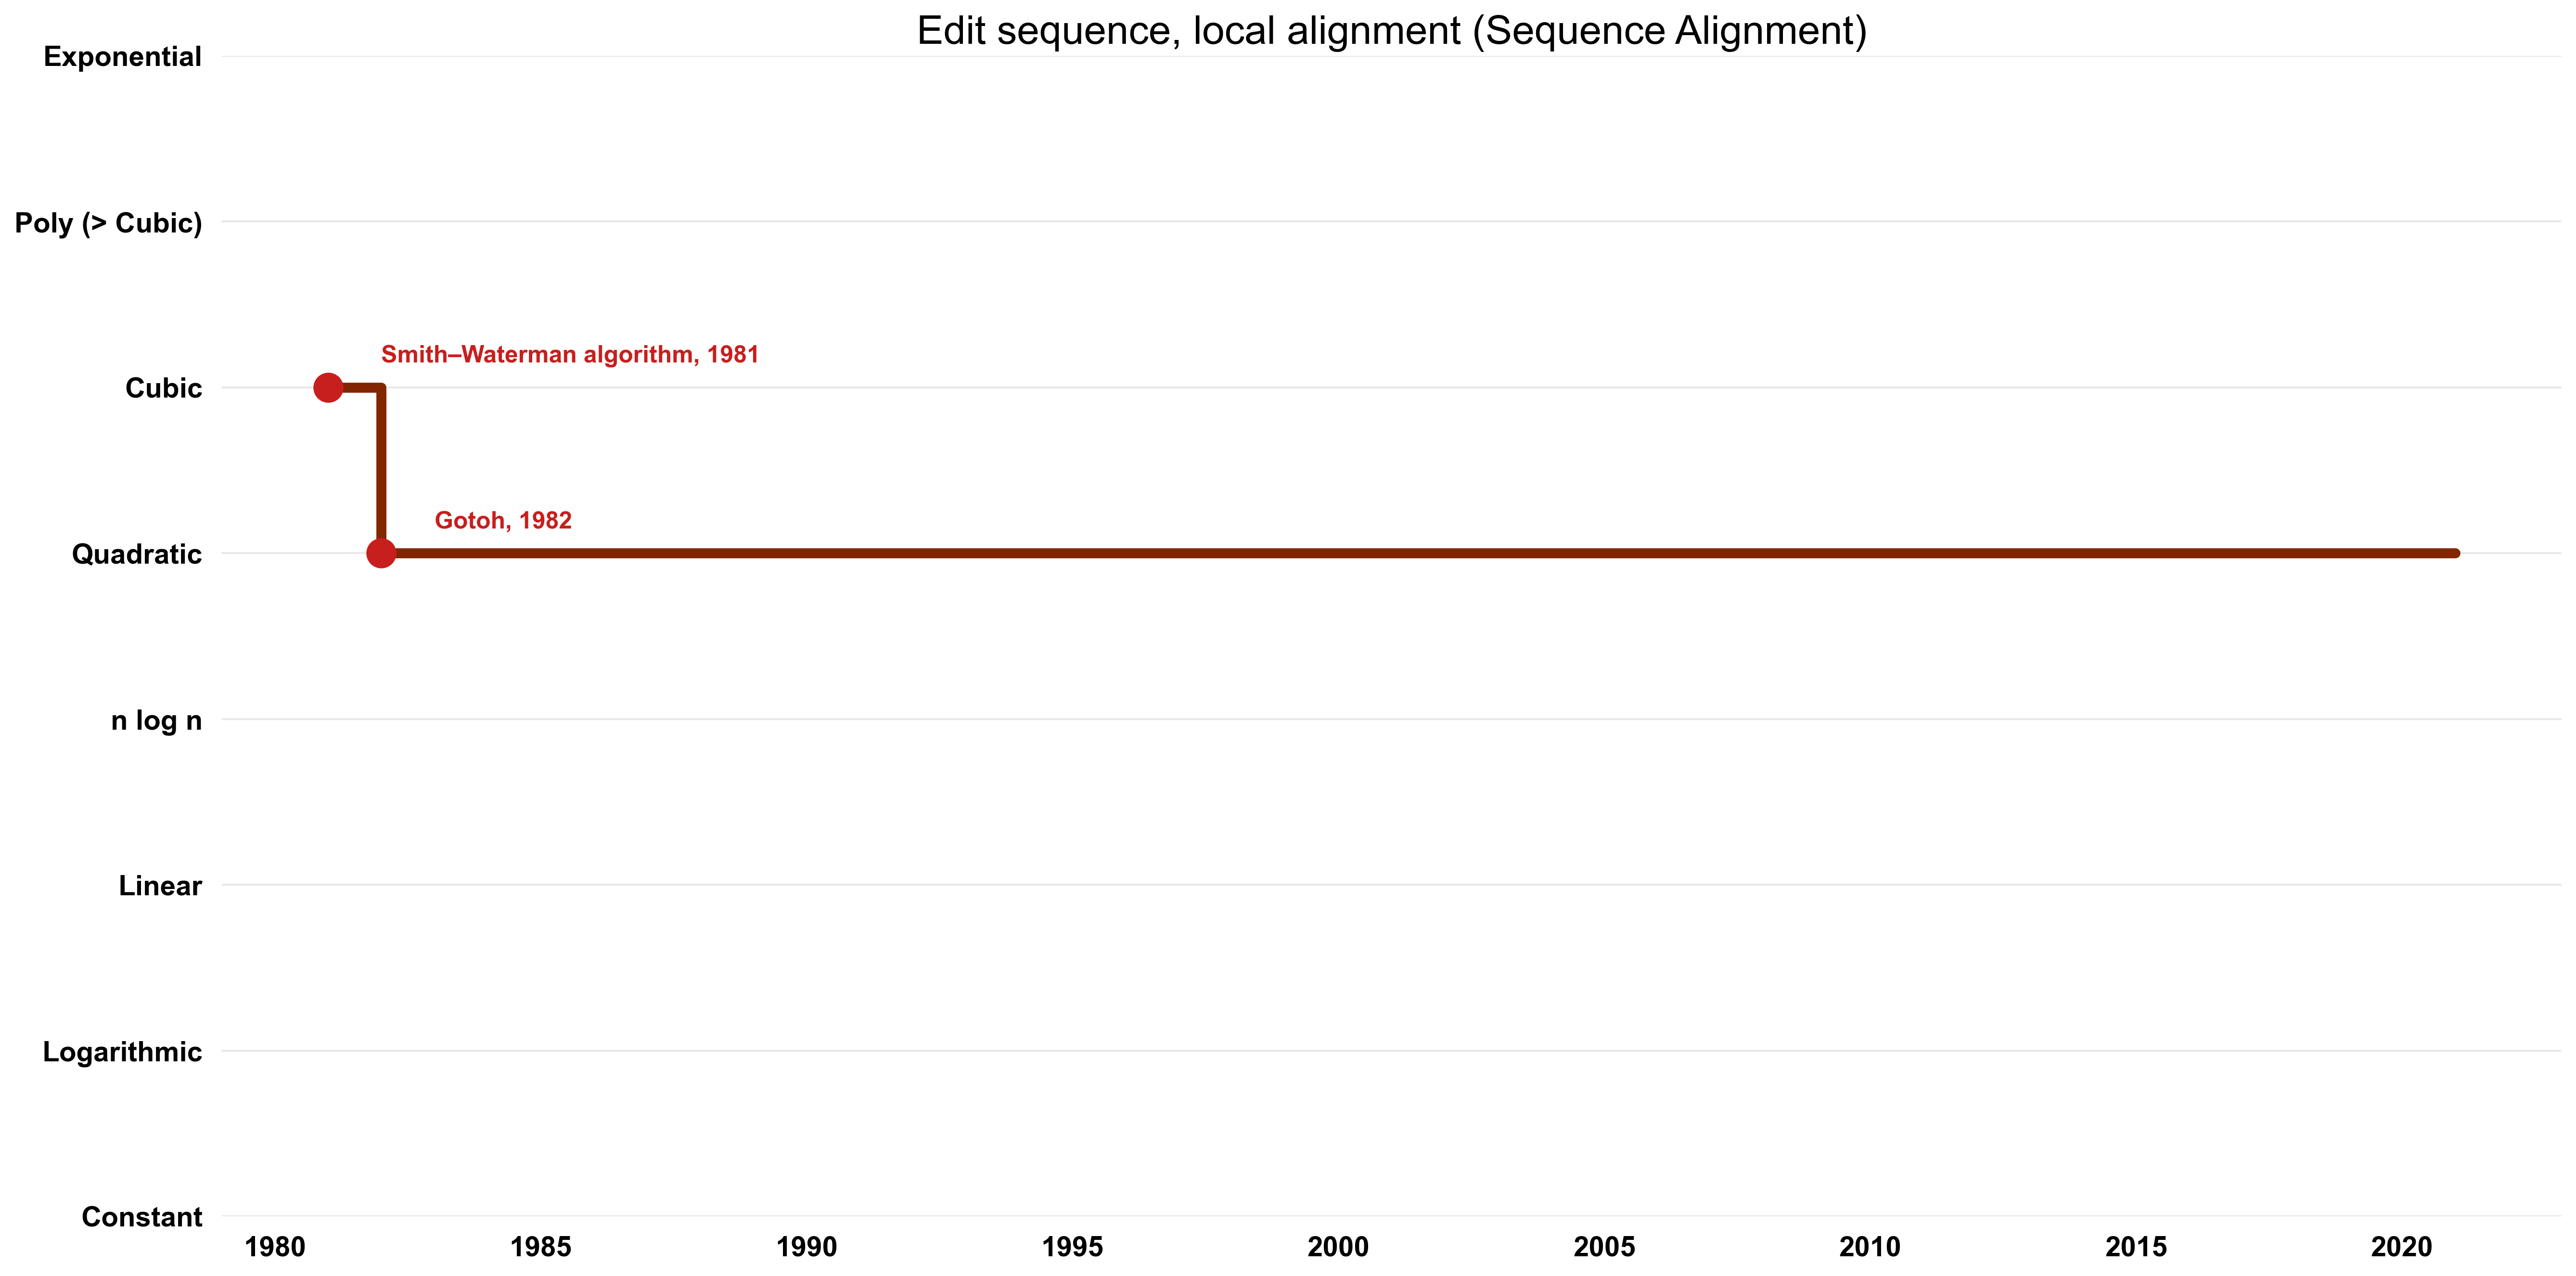 Edit sequence, local alignment (Sequence Alignment)
Exponential
Poly (> Cubic)
Smith–Waterman algorithm, 1981
Cubic
Gotoh, 1982
Quadratic
n log n
Linear
Logarithmic
Constant
1980 1985 1990 1995 2000 2005 2010 2015 2020